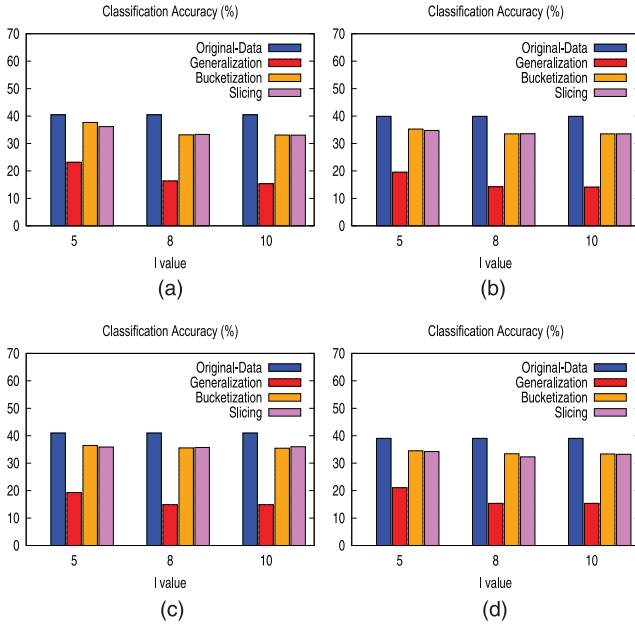 Classification Accuracy (%)
70
60
50
40
30
20
10
0
Original-Data
Generalization
Bucketization
Slicing
5 8 10
l value
(a)
Classification Accuracy (%)
70
60
50
40
30
20
10
0
Original-Data
Generalization
Bucketization
Slicing
5 8 10
l value
(b)
Classification Accuracy (%)
70
60
50
40
30
20
10
0
Original-Data
Generalization
Bucketization
Slicing
5 8 10
l value
(c)
Classification Accuracy (%)
70
60
50
40
30
20
10
0
Original-Data
Generalization
Bucketization
Slicing
5 8 10
l value
(d)